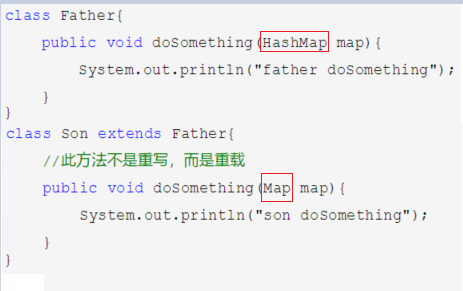 class Father{
    public void doSomething(HashMap map){
        System.out.println("father doSomething");
    }
}
class Son extends Father{
    //此方法不是重写，而是重载
    public void doSomething(Map map){
        System.out.println("son doSomething");
    }
}